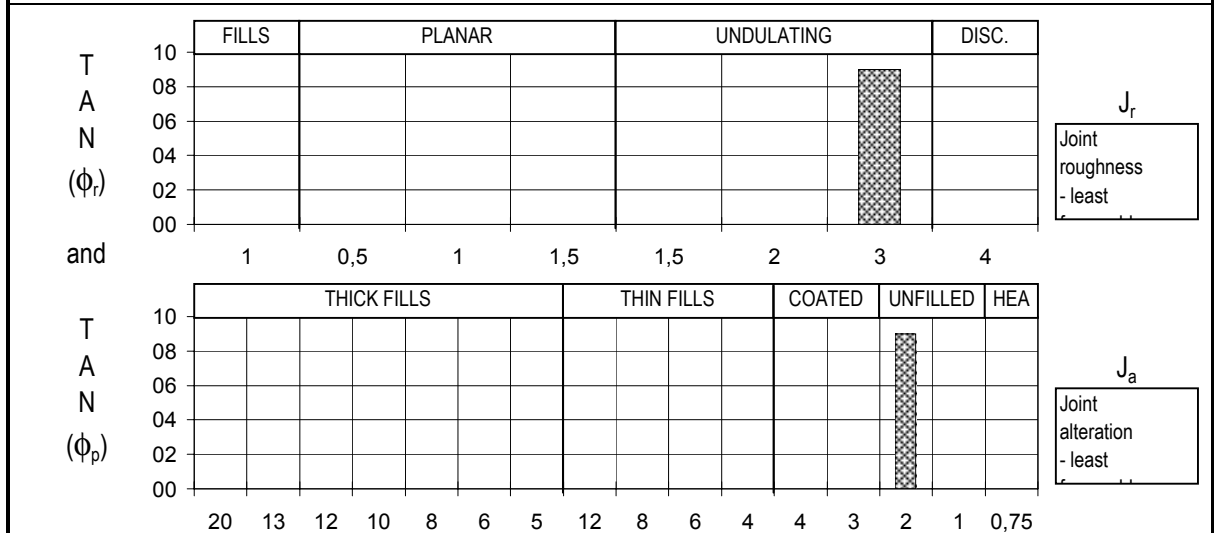 FILLS PLANAR UNDULATING DISC.
10
08
06
04
02
00
T
A
N
(ϕr)
Jr
Joint
roughness
- least
1 0,5 1 1,5 1,5 2 3 4
and
THICK FILLS THIN FILLS COATED UNFILLED HEA
10
08
06
04
02
00
T
A
N
(ϕp)
Ja
Joint
alteration
- least
20 13 12 10 8 6 5 12 8 6 4 4 3 2 1 0,75